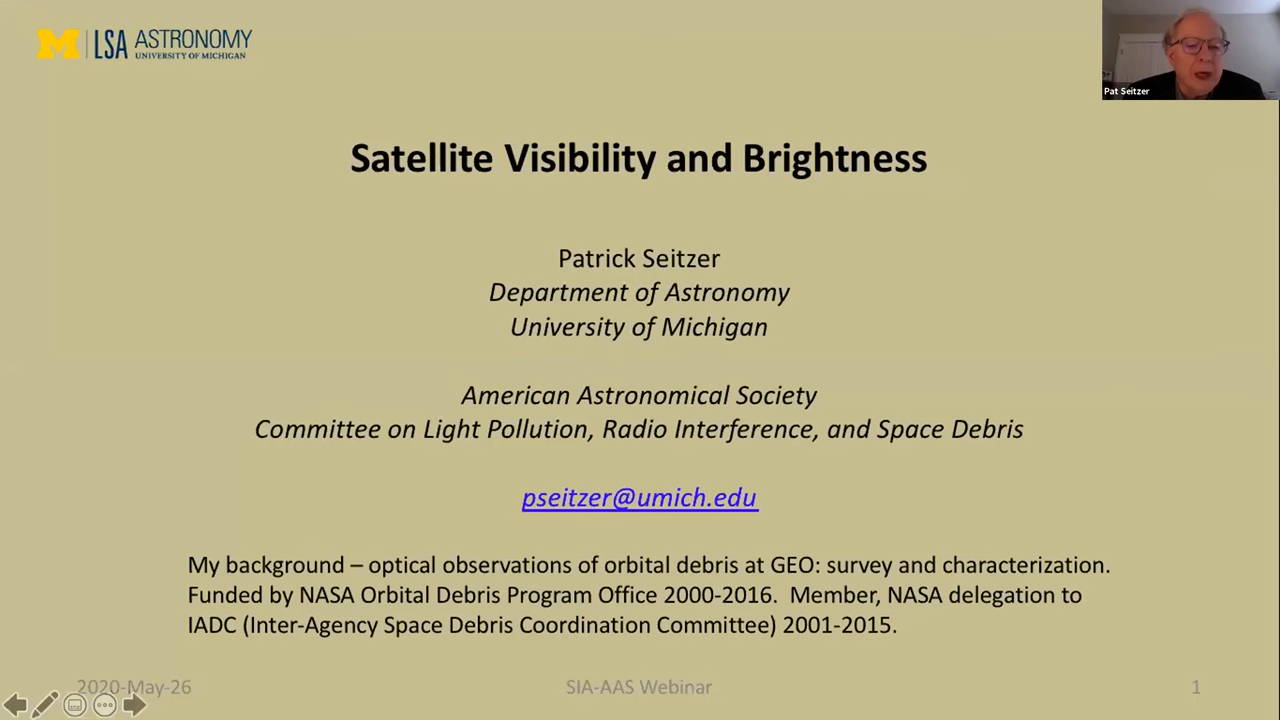 M LSA ASTRONOMY
UNIVERSITY OF MICHIGAN
Pat Seitzer
Satellite Visibility and Brightness
Patrick Seitzer
Department of Astronomy
University of Michigan
American Astronomical Society
Committee on Light Pollution, Radio Interference, and Space Debris
pseitzer@umich.edu
My background – optical observations of orbital debris at GEO: survey and characterization.
Funded by NASA Orbital Debris Program Office 2000-2016. Member, NASA delegation to
IADC (Inter-Agency Space Debris Coordination Committee) 2001-2015.
2020-May-26
SIA-AAS Webinar
1